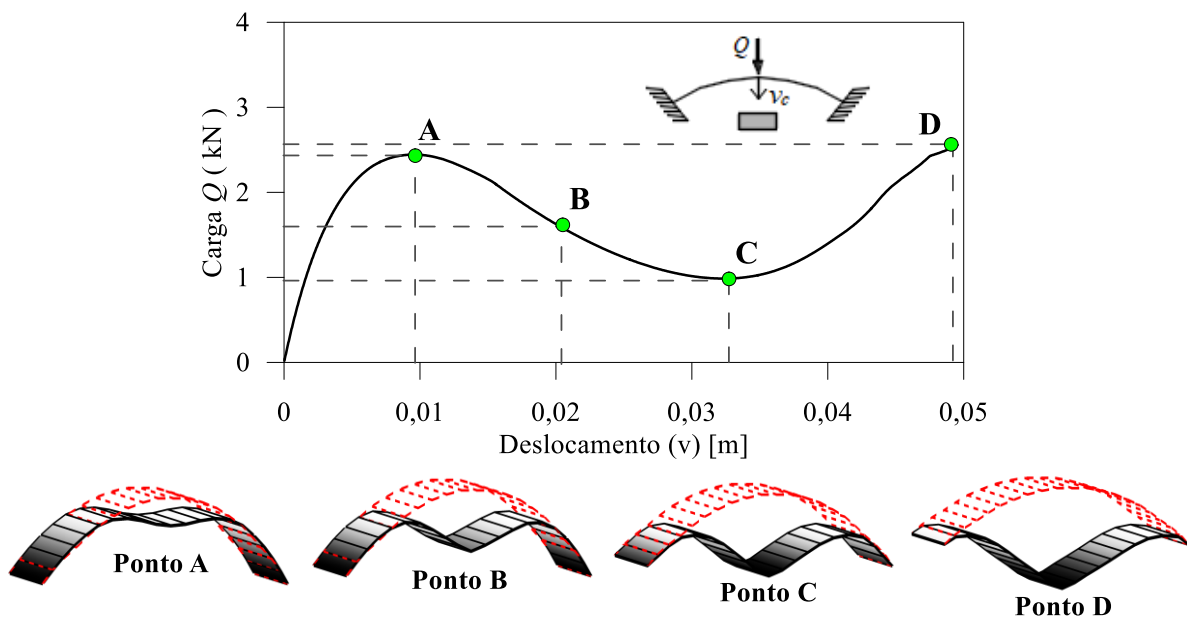 4
3
2
1
0
Carga Q ( kN )
A
B
C
D
Q
v_c
0
0,01
0,02
0,03
0,04
0,05
Deslocamento (v) [m]
Ponto A
Ponto B
Ponto C
Ponto D